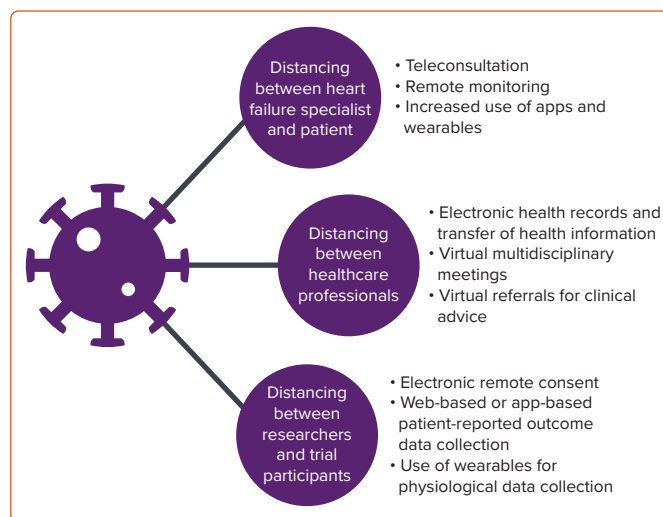 Distancing
between heart
failure specialist
and patient
• Teleconsultation
• Remote monitoring
• Increased use of apps and
wearables
Distancing
between
healthcare
professionals
• Electronic health records and
transfer of health information
• Virtual multidisciplinary
meetings
• Virtual referrals for clinical
advice
Distancing
between
researchers
and trial
participants
• Electronic remote consent
• Web-based or app-based
patient-reported outcome
data collection
• Use of wearables for
physiological data collection